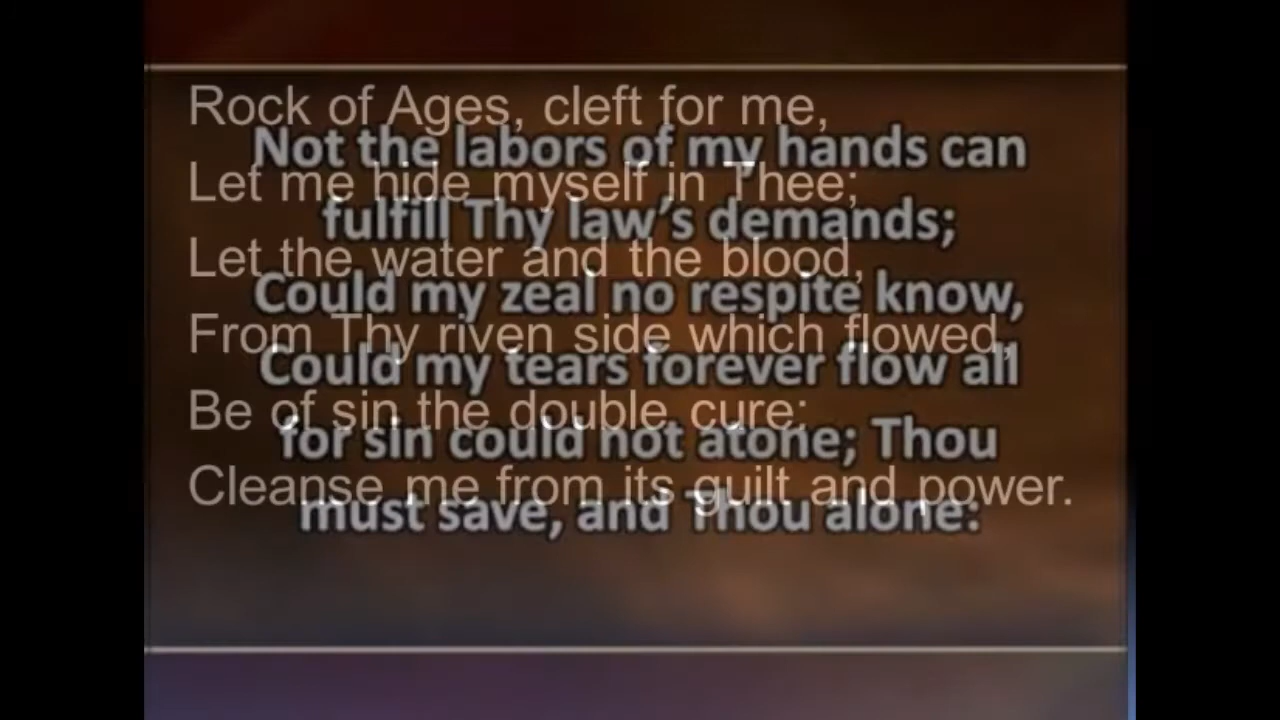 Rock of Ages, cleft for me,
Let me hide myself in Thee;
Let the water and the blood,
From Thy riven side which flowed,
Be of sin the double cure;
Cleanse me from its guilt and power.
Not the labors of my hands can
fulfill Thy law's demands;
Could my zeal no respite know,
Could my tears forever flow all
for sin could not atone; Thou
must save, and Thou alone: